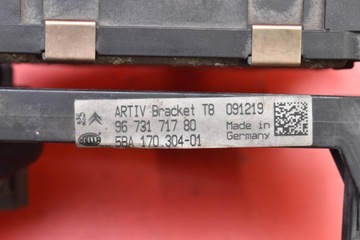 ARTIV Bracket T8 091219
96 731 717 80 Made in
5BA 170.304-01 Germany